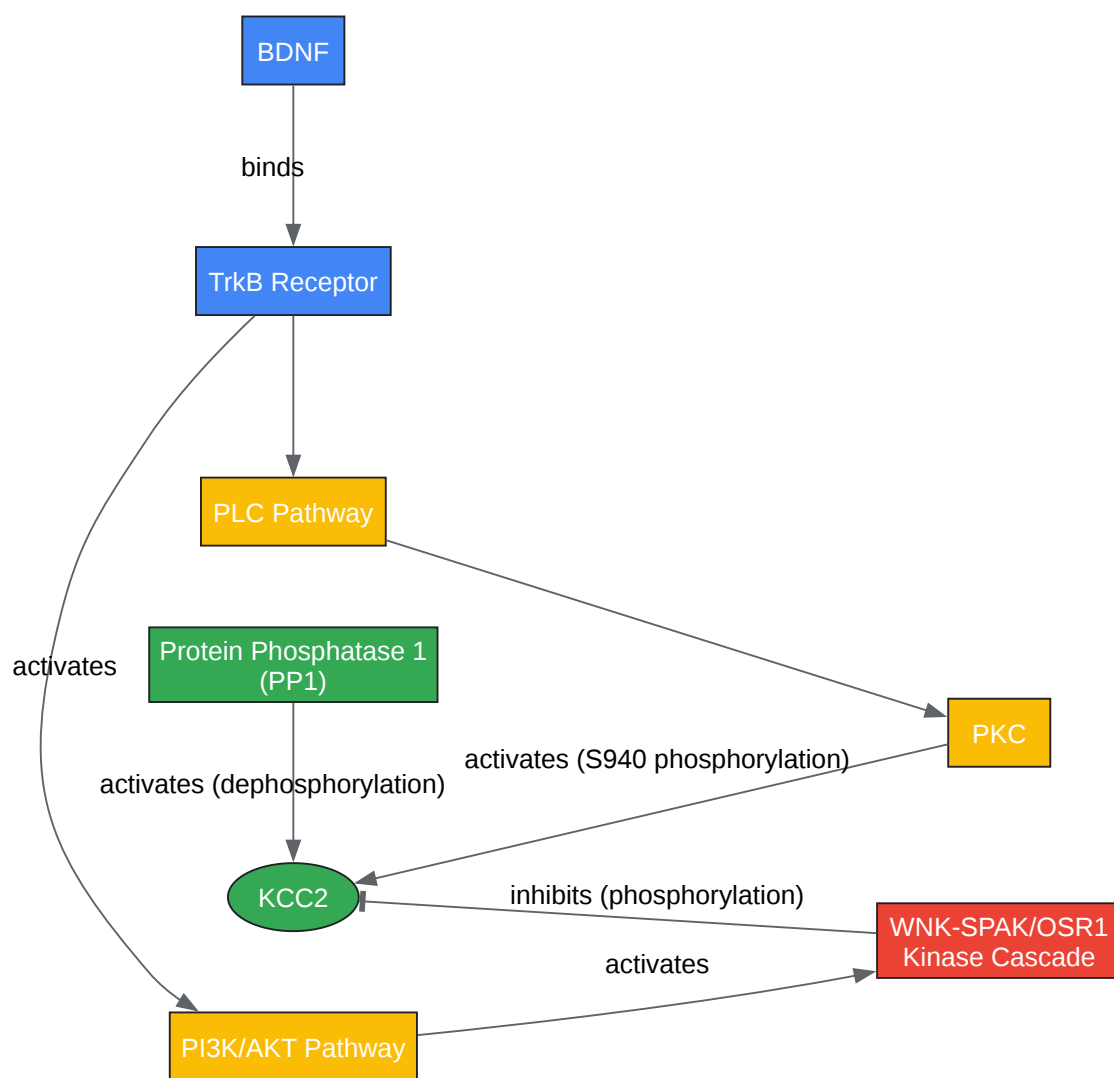 BDNF
binds
TrkB Receptor
PLC Pathway
Protein Phosphatase 1
(PP1)
activates
PKC
activates (S940 phosphorylation)
activates (dephosphorylation)
KCC2
inhibits (phosphorylation)
WNK-SPAK/OSR1
Kinase Cascade
activates
PI3K/AKT Pathway